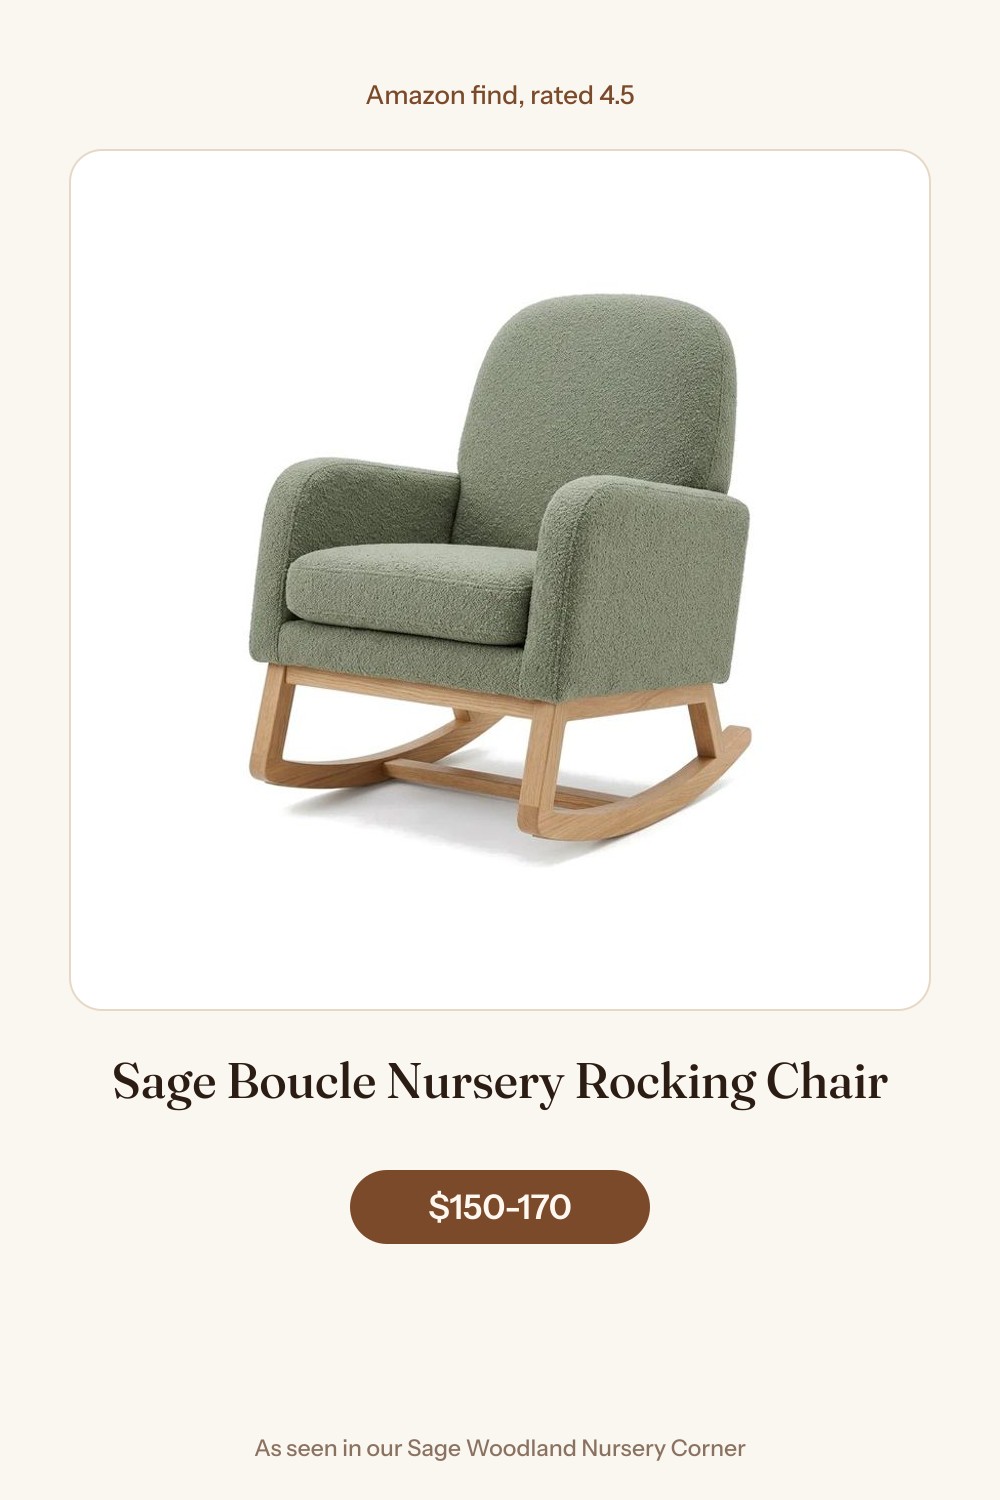 Amazon find, rated 4.5
Sage Boucle Nursery Rocking Chair
$150-170
As seen in our Sage Woodland Nursery Corner